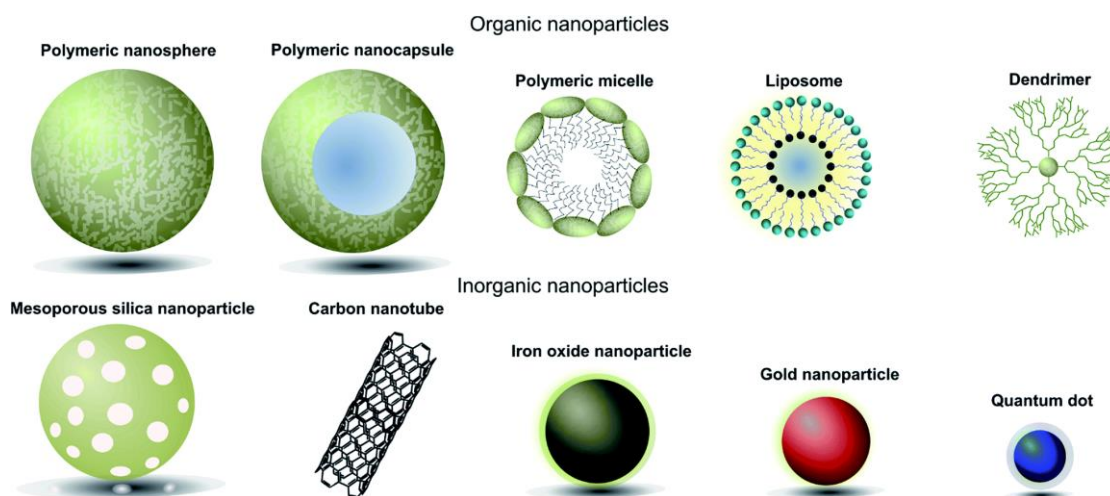 Organic nanoparticles
Polymeric nanosphere
Polymeric nanocapsule
Polymeric micelle
Liposome
Dendrimer
Inorganic nanoparticles
Mesoporous silica nanoparticle
Carbon nanotube
Iron oxide nanoparticle
Gold nanoparticle
Quantum dot